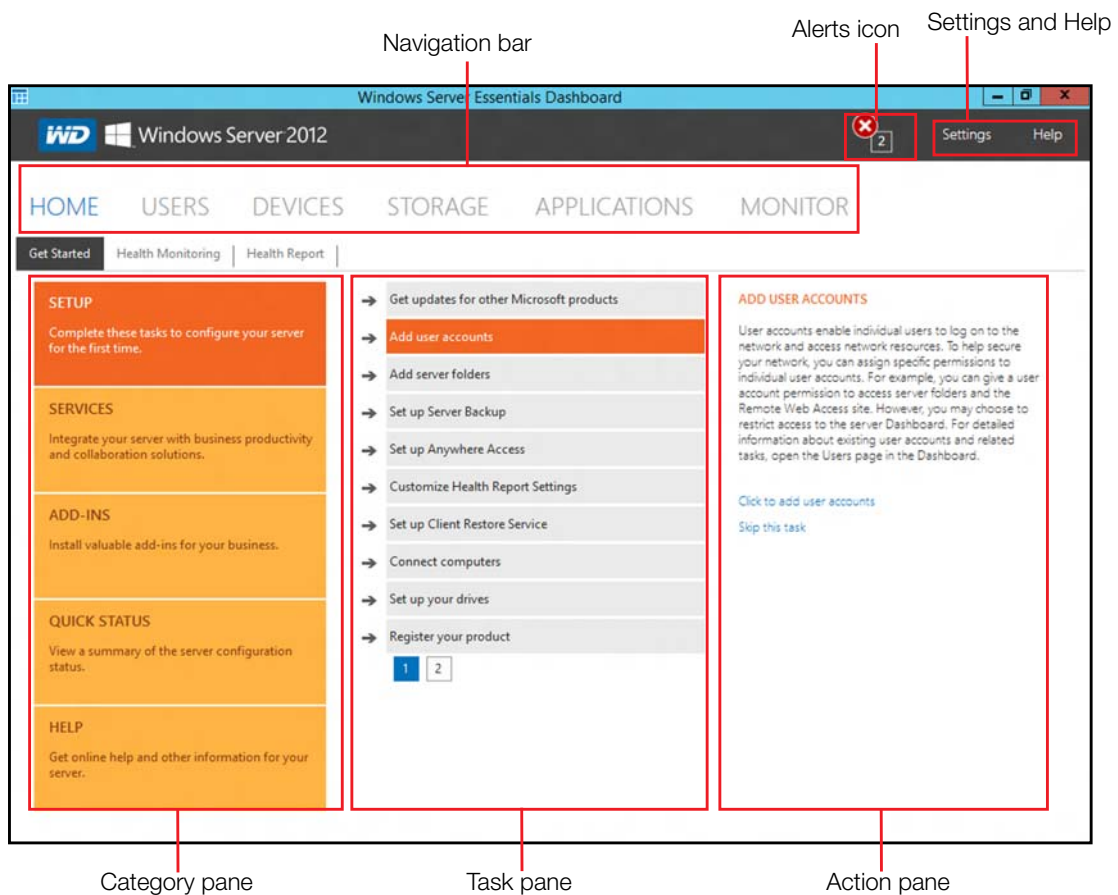 Navigation bar
Alerts icon
Settings and Help
Windows Server Essentials Dashboard
WD Windows Server 2012
2
Settings Help
HOME USERS DEVICES STORAGE APPLICATIONS MONITOR
Get Started Health Monitoring Health Report
SETUP
Complete these tasks to configure your server
for the first time.
SERVICES
Integrate your server with business productivity
and collaboration solutions.
ADD-INS
Install valuable add-ins for your business.
QUICK STATUS
View a summary of the server configuration
status.
HELP
Get online help and other information for your
server.
Get updates for other Microsoft products
Add user accounts
Add server folders
Set up Server Backup
Set up Anywhere Access
Customize Health Report Settings
Set up Client Restore Service
Connect computers
Set up your drives
Register your product
1 2
ADD USER ACCOUNTS
User accounts enable individual users to log on to the
network and access network resources. To help secure
your network, you can assign specific permissions to
individual user accounts. For example, you can give a user
account permission to access server folders and the
Remote Web Access site. However, you may choose to
restrict access to the server Dashboard. For detailed
information about existing user accounts and related
tasks, open the Users page in the Dashboard.
Click to add user accounts
Skip this task
Category pane
Task pane
Action pane